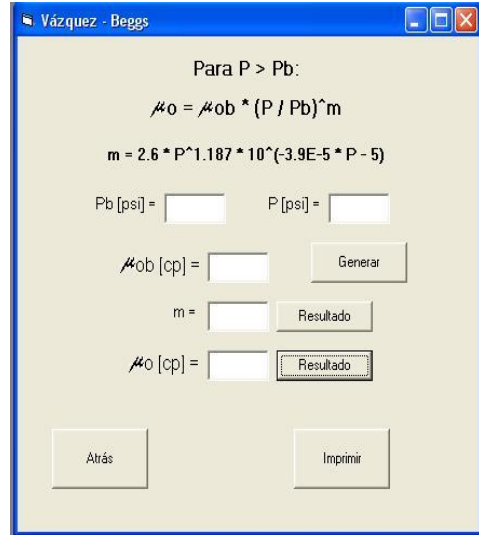 Vázquez - Beggs
Para P > Pb:
μo = μob * (P / Pb)^m
m = 2.6 * P^1.187 * 10^(-3.9E-5 * P - 5)
Pb [psi] = P [psi] =
μob [cp] = Generar
m = Resultado
μo [cp] = Resultado
Atrás Imprimir